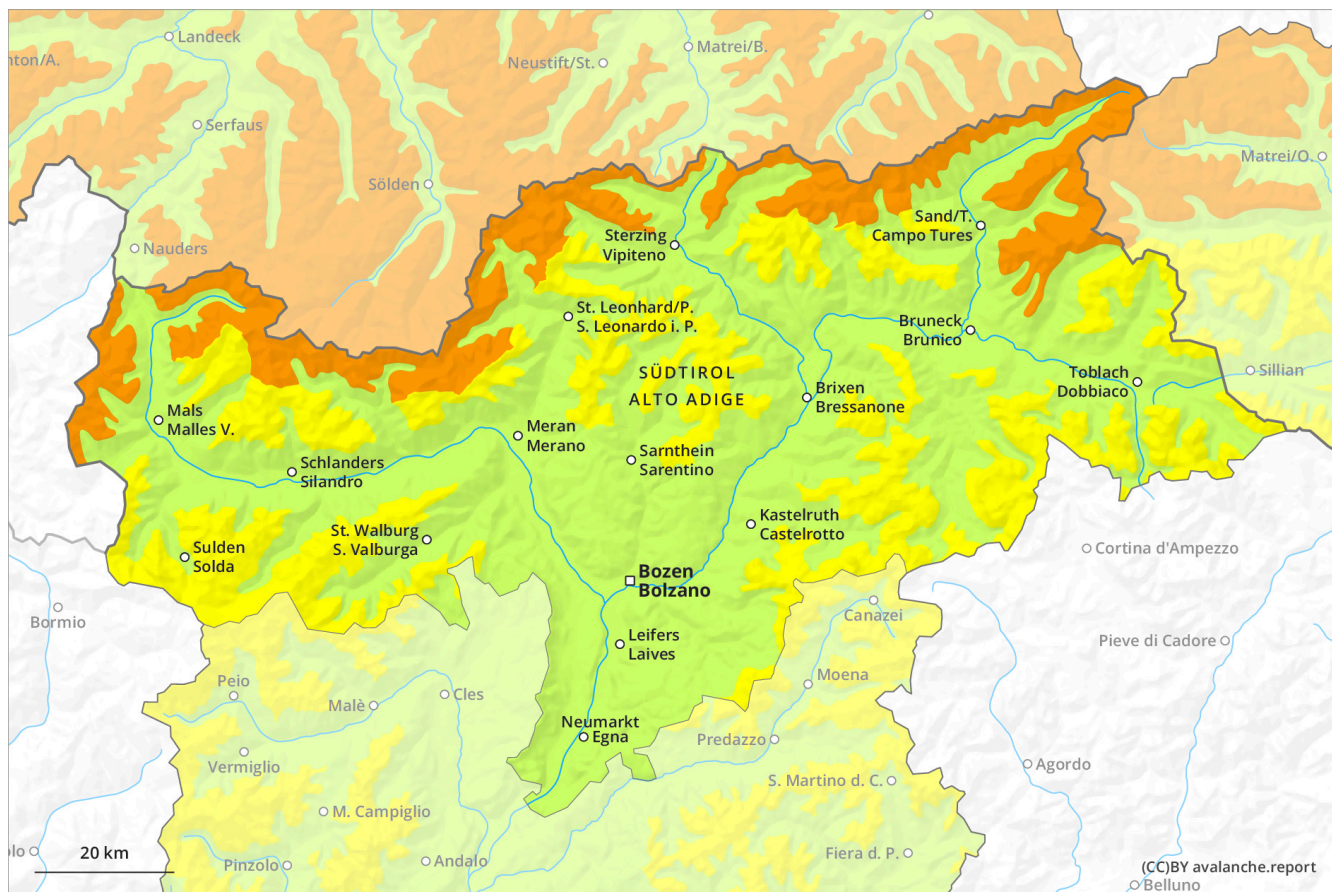 Landeck
nton/A.
Matrei/B.
Neustift/St.
Serfaus
Matrei/O.
Sölden
Sand/T.
Campo Tures
Sterzing
Vipiteno
Nauders
St. Leonhard/P.
S. Leonardo i. P.
Bruneck
Brunico
SÜDTIROL
ALTO ADIGE
Toblach
Dobbiaco
Sillian
Brixen
Bressanone
Mals
Malles V.
Meran
Merano
Sarnthein
Sarentino
Schlanders
Silandro
Kastelruth
Castelrotto
St. Walburg
S. Valburga
Sulden
Solda
Cortina d'Ampezzo
Bozen
Bolzano
Bormio
Canazei
Leifers
Laives
Pieve di Cadore
Peio
Moena
Malè
Cles
Neumarkt
Egna
Predazzo
Vermiglio
Agordo
S. Martino d. C.
M. Campiglio
olo
20 km
Pinzolo
Andalo
Fiera d. P.
(CC)BY avalanche.report
Belluno